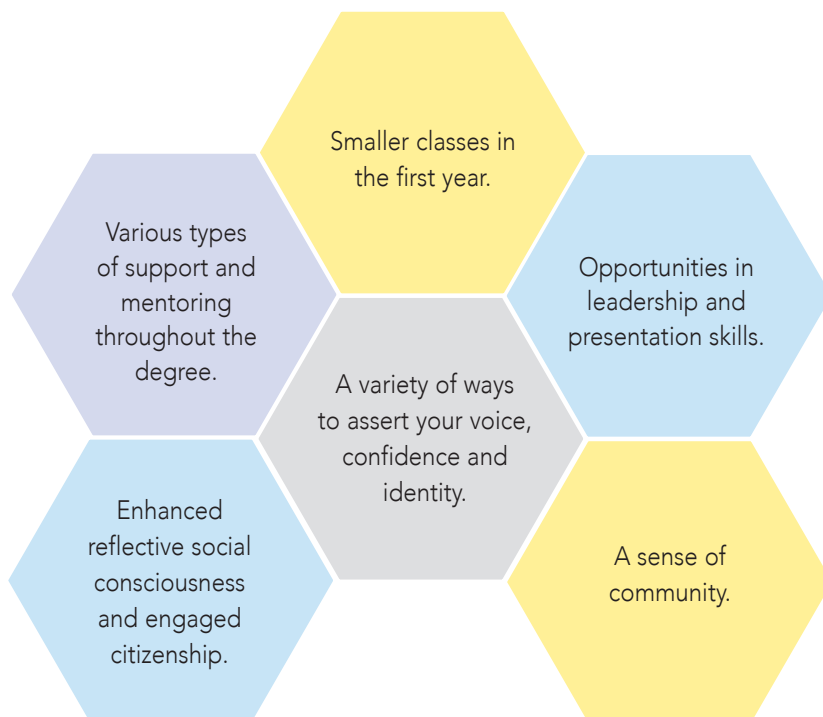 Smaller classes in
the first year.
Various types
of support and
mentoring
throughout the
degree.
Opportunities in
leadership and
presentation skills.
A variety of ways
to assert your voice,
confidence and
identity.
Enhanced
reflective social
consciousness
and engaged
citizenship.
A sense of
community.